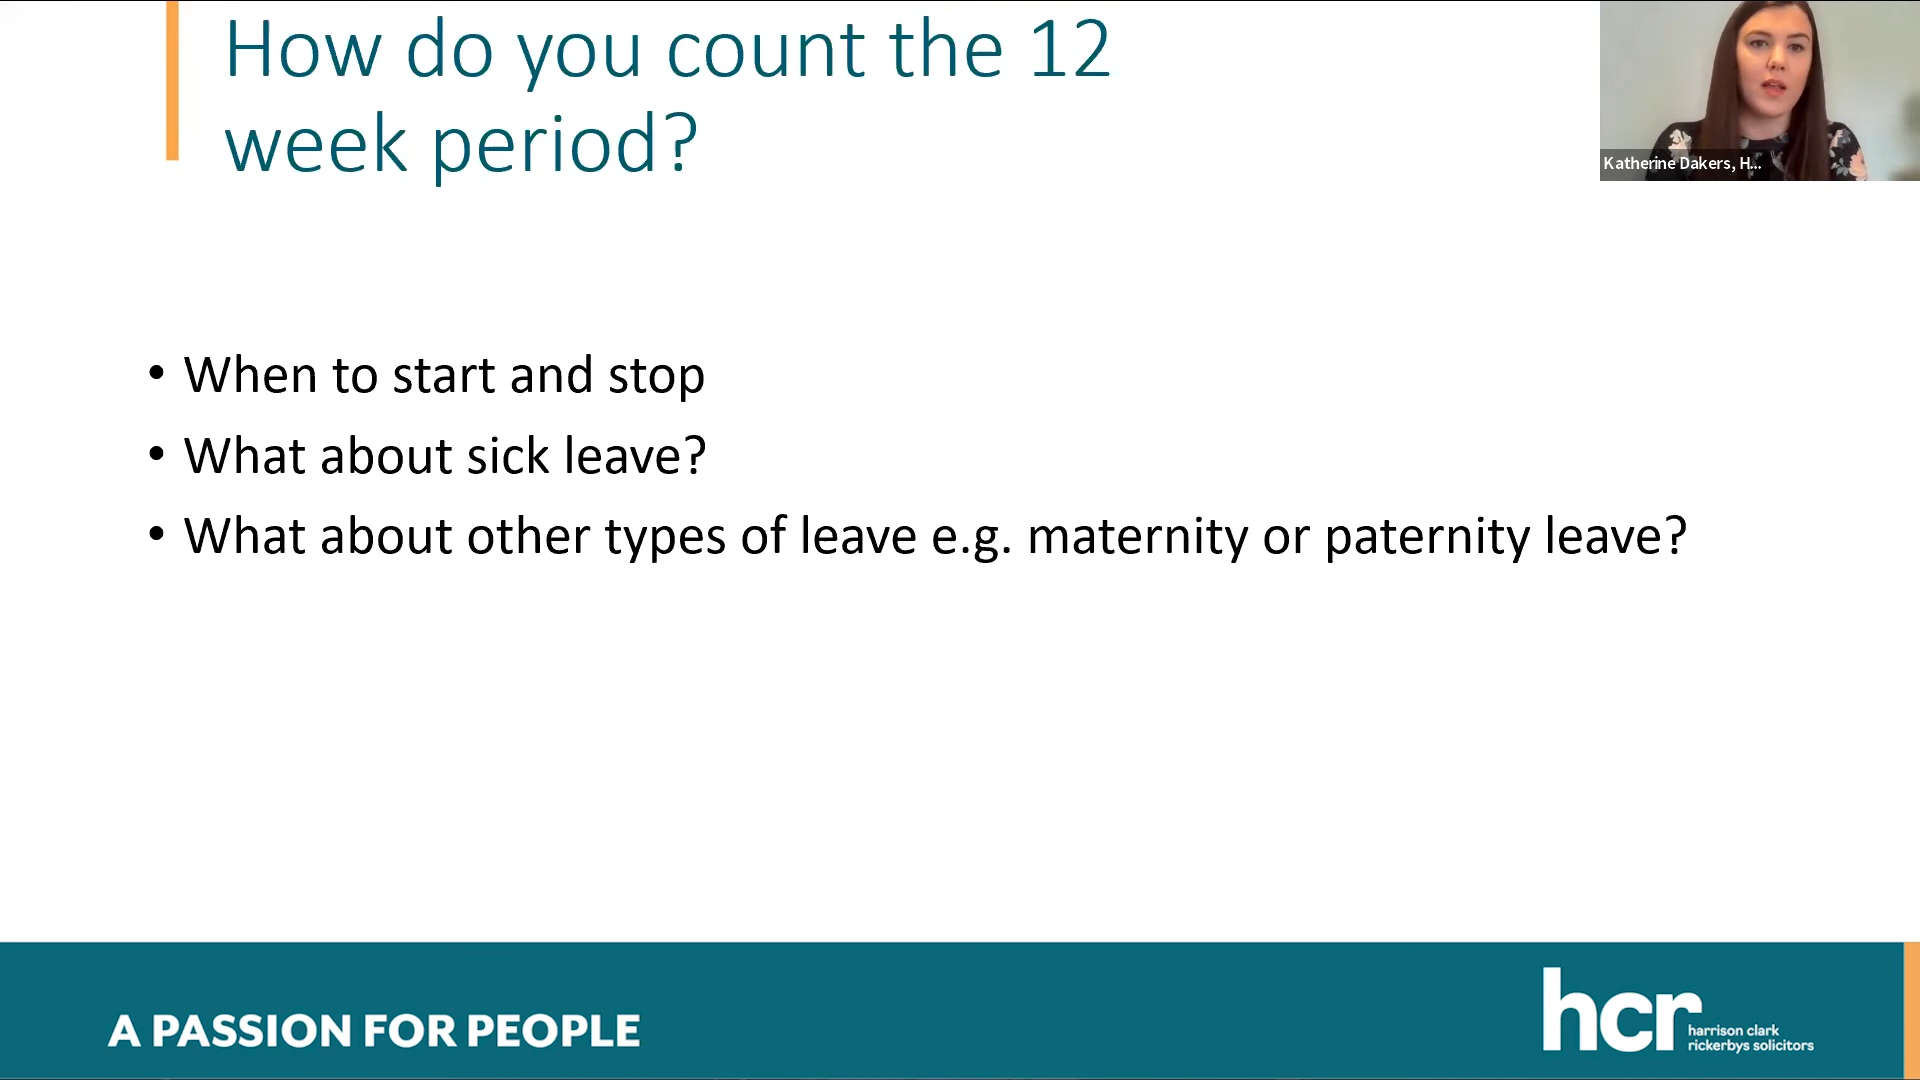 How do you count the 12
week period?
Katherine Dakers, H...
• When to start and stop
• What about sick leave?
• What about other types of leave e.g. maternity or paternity leave?
A PASSION FOR PEOPLE
hcr
harrison clark
rickerbys solicitors